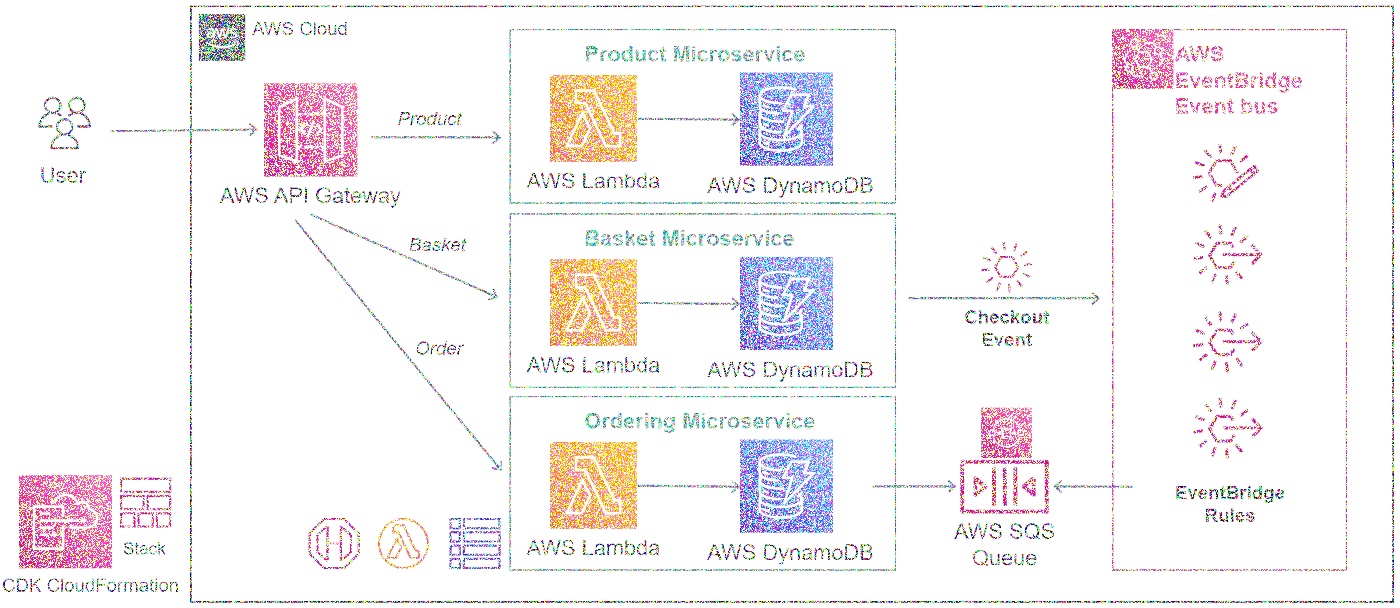 aws
AWS Cloud
User
AWS API Gateway
Product
Basket
Order
Product Microservice
AWS Lambda
AWS DynamoDB
Basket Microservice
AWS Lambda
AWS DynamoDB
Ordering Microservice
AWS Lambda
AWS DynamoDB
Checkout
Event
AWS SQS
Queue
AWS
EventBridge
Event bus
EventBridge
Rules
Stack
CDK CloudFormation